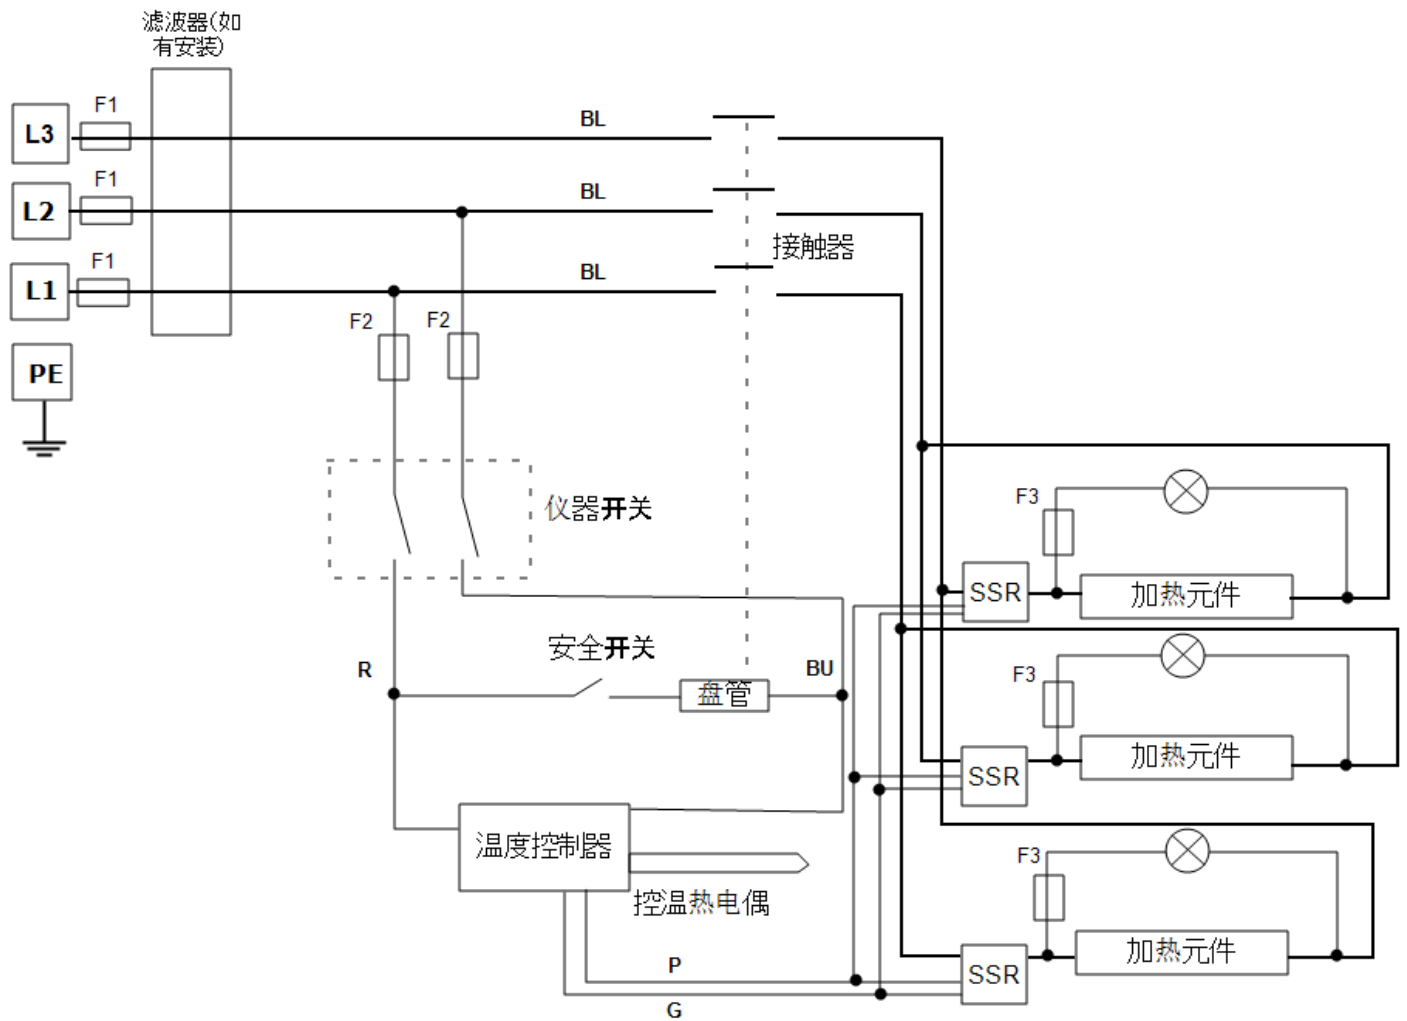 滤波器(如
有安装)
F1
L3
BL
F1
L2
BL
接触器
F1
L1
BL
F2
F2
PE
仪器开关
F3
SSR
加热元件
安全开关
R
BU
盘管
F3
SSR
加热元件
温度控制器
控温热电偶
F3
SSR
加热元件
P
G